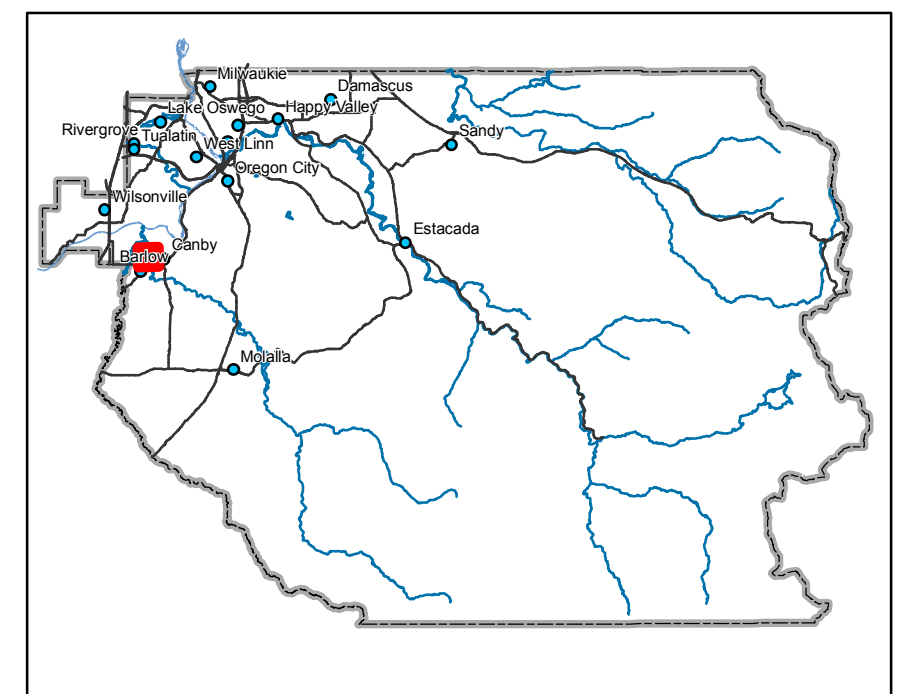 Milwaukie
Damascus
Lake Oswego
Happy Valley
Rivergrove
Tualatin
West Linn
Sandy
Oregon City
Wilsonville
Estacada
Canby
Barlow
Molalla